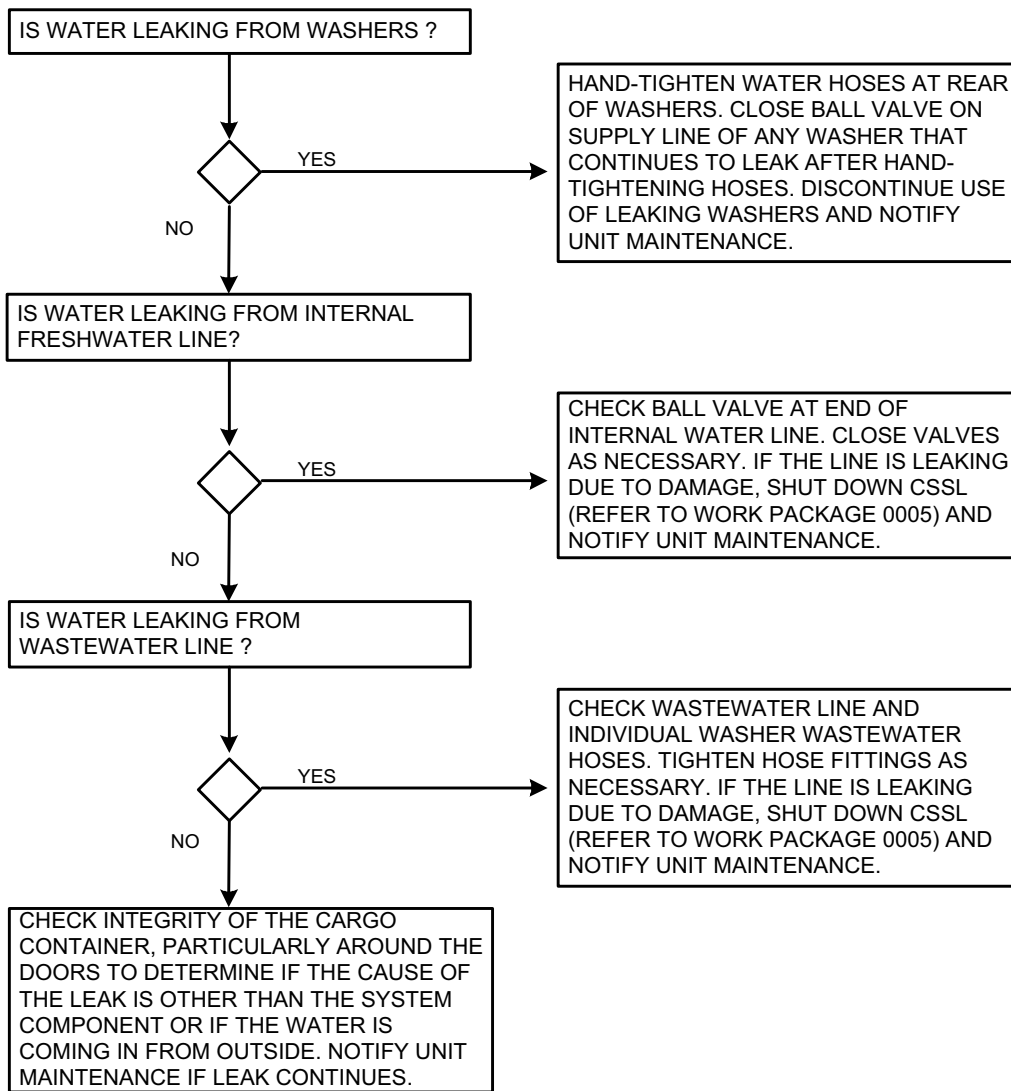 IS WATER LEAKING FROM WASHERS ?
YES
HAND-TIGHTEN WATER HOSES AT REAR
OF WASHERS. CLOSE BALL VALVE ON
SUPPLY LINE OF ANY WASHER THAT
CONTINUES TO LEAK AFTER HAND-
TIGHTENING HOSES. DISCONTINUE USE
OF LEAKING WASHERS AND NOTIFY
UNIT MAINTENANCE.
NO
IS WATER LEAKING FROM INTERNAL
FRESHWATER LINE?
YES
CHECK BALL VALVE AT END OF
INTERNAL WATER LINE. CLOSE VALVES
AS NECESSARY. IF THE LINE IS LEAKING
DUE TO DAMAGE, SHUT DOWN CSSL
(REFER TO WORK PACKAGE 0005) AND
NOTIFY UNIT MAINTENANCE.
NO
IS WATER LEAKING FROM
WASTEWATER LINE ?
YES
CHECK WASTEWATER LINE AND
INDIVIDUAL WASHER WASTEWATER
HOSES. TIGHTEN HOSE FITTINGS AS
NECESSARY. IF THE LINE IS LEAKING
DUE TO DAMAGE, SHUT DOWN CSSL
(REFER TO WORK PACKAGE 0005) AND
NOTIFY UNIT MAINTENANCE.
NO
CHECK INTEGRITY OF THE CARGO
CONTAINER, PARTICULARLY AROUND THE
DOORS TO DETERMINE IF THE CAUSE OF
THE LEAK IS OTHER THAN THE SYSTEM
COMPONENT OR IF THE WATER IS
COMING IN FROM OUTSIDE. NOTIFY UNIT
MAINTENANCE IF LEAK CONTINUES.